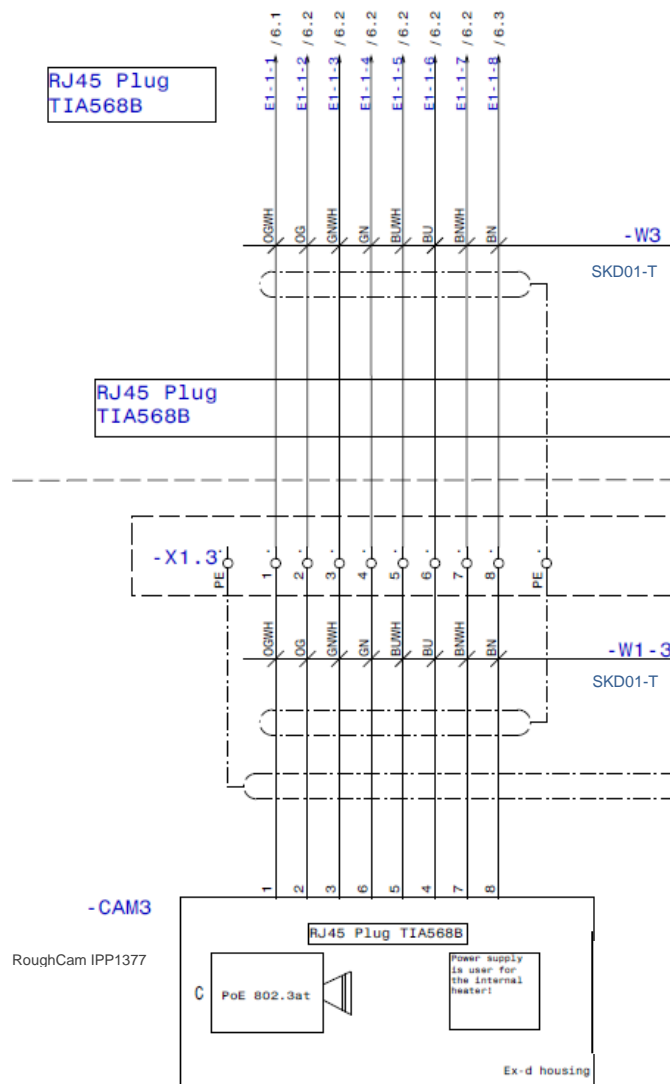 /6.1 /6.2 /6.2 /6.2 /6.2 /6.2 /6.2 /6.3
E1-1-1 E1-1-2 E1-1-3 E1-1-4 E1-1-5 E1-1-6 E1-1-7 E1-1-8
RJ45 Plug
TIA568B
OGWH OG GNWH GN BUWH BU BNWH BN
-W3
SKD01-T
RJ45 Plug
TIA568B
-X1.3
PE 1 2 3 4 5 6 7 8 PE
OGWH OG GNWH GN BUWH BU BNWH BN
-W1-3
SKD01-T
1 2 3 6 5 4 7 8
-CAM3
RJ45 Plug TIA568B
RoughCam IPP1377
C
PoE 802.3at
Power supply
is user for
the internal
heater!
Ex-d housing